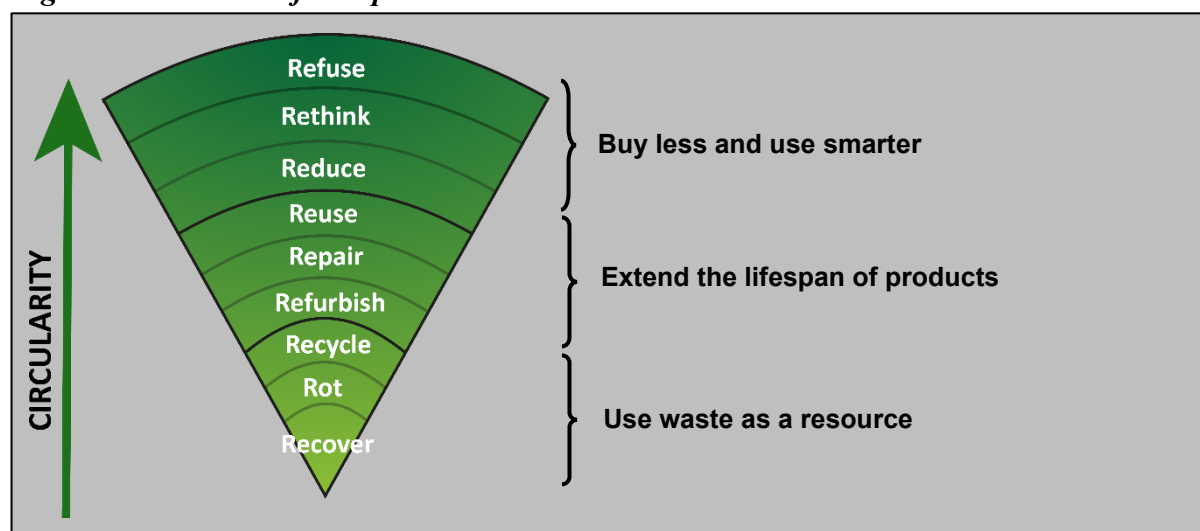 CIRCULARITY
Refuse
Rethink
Reduce
Reuse
Repair
Refurbish
Recycle
Rot
Recover
Buy less and use smarter
Extend the lifespan of products
Use waste as a resource